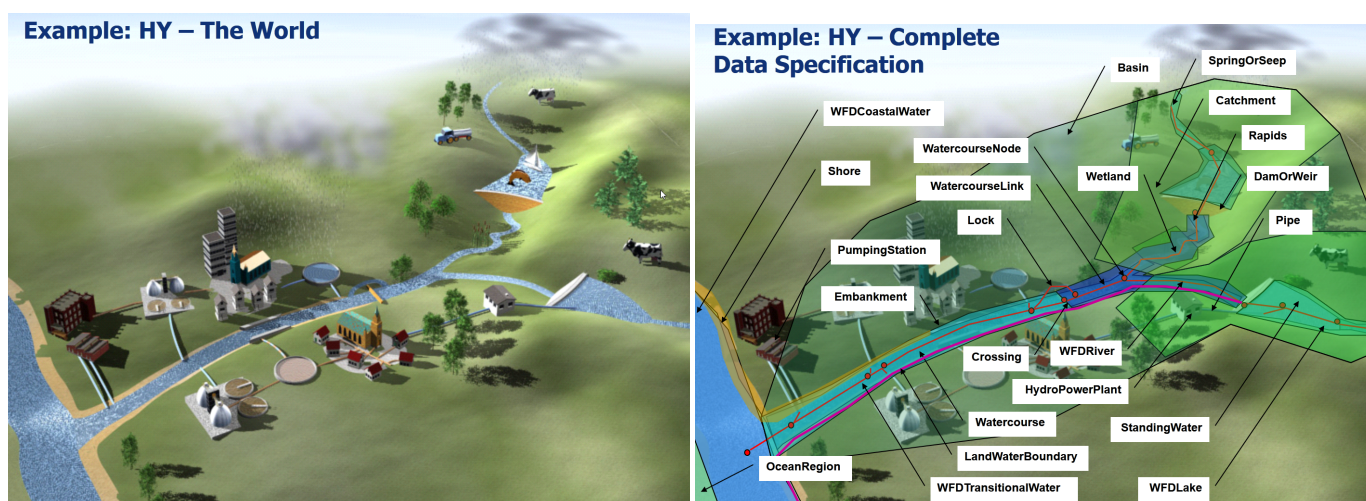 Example: HY – The World
Example: HY – Complete
Data Specification
Basin
SpringOrSeep
WFDCoastalWater
Catchment
Rapids
WatercourseNode
Shore
Wetland
DamOrWeir
WatercourseLink
Lock
Pipe
PumpingStation
Embankment
Crossing
WFDRiver
HydroPowerPlant
Watercourse
StandingWater
LandWaterBoundary
OceanRegion
WFDTransitionalWater
WFDLake